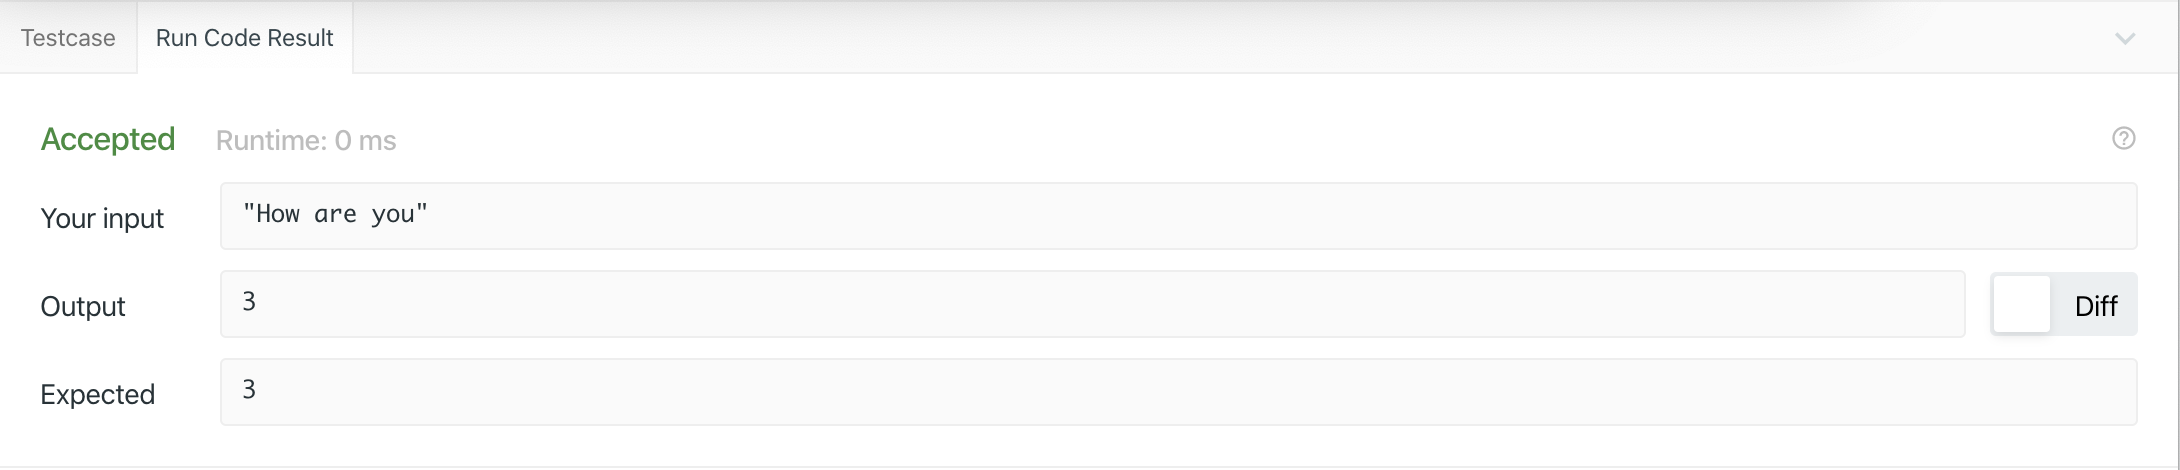 Testcase Run Code Result
Accepted Runtime: 0 ms
Your input "How are you"
Output 3 Diff
Expected 3